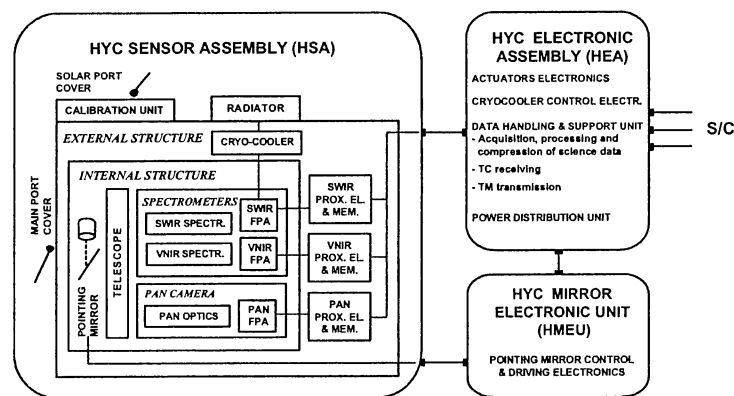 HYC SENSOR ASSEMBLY (HSA)
SOLAR PORT
COVER
CALIBRATION UNIT
RADIATOR
EXTERNAL STRUCTURE
CRYO-COOLER
INTERNAL STRUCTURE
SPECTROMETERS
SWIR SPECTR.
SWIR
FPA
VNIR SPECTR.
VNIR
FPA
SWIR
PROX. EL.
& MEM.
VNIR
PROX. EL.
& MEM.
PAN CAMERA
PAN OPTICS
PAN
FPA
PAN
PROX. EL.
& MEM.
TELESCOPE
MAIN PORT
COVER
POINTING
MIRROR
HYC ELECTRONIC
ASSEMBLY (HEA)
ACTUATORS ELECTRONICS
CRYOCOOLER CONTROL ELECTR.
DATA HANDLING & SUPPORT UNIT
- Acquisition, processing and
compression of science data
- TC receiving
- TM transmission
POWER DISTRIBUTION UNIT
S/C
HYC MIRROR
ELECTRONIC UNIT
(HMEU)
POINTING MIRROR CONTROL
& DRIVING ELECTRONICS